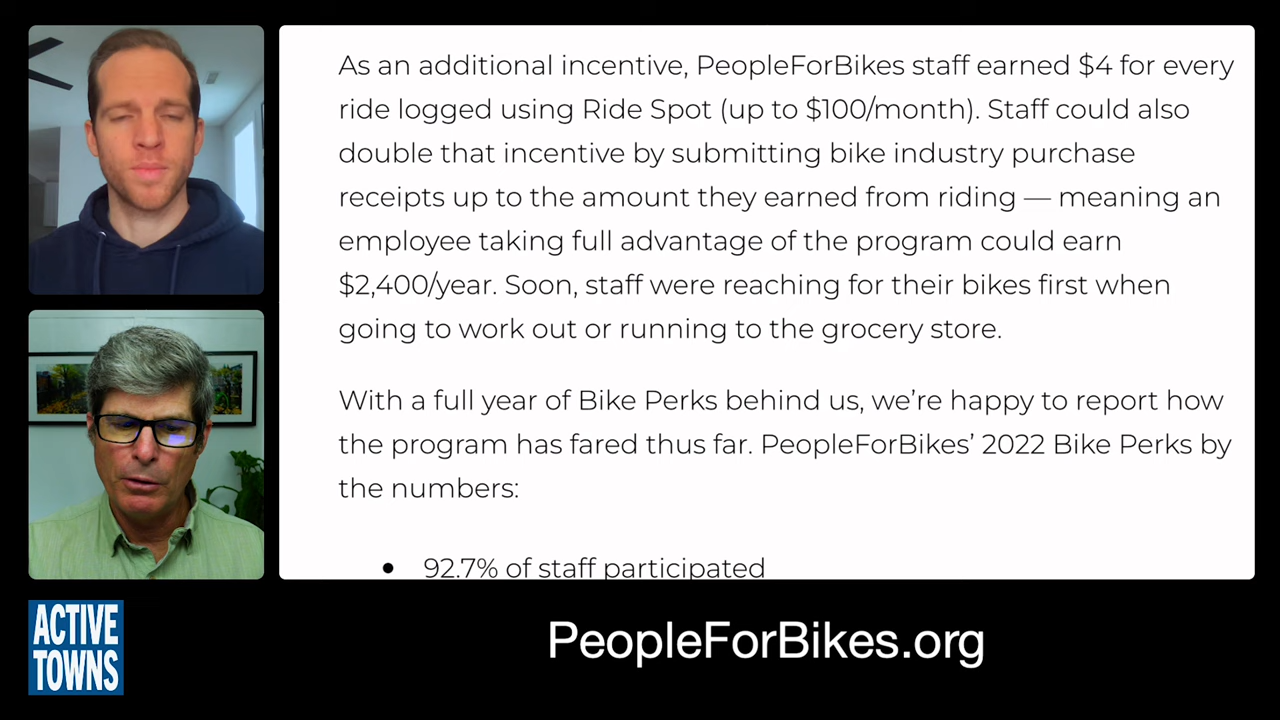 As an additional incentive, PeopleForBikes staff earned $4 for every
ride logged using Ride Spot (up to $100/month). Staff could also
double that incentive by submitting bike industry purchase
receipts up to the amount they earned from riding — meaning an
employee taking full advantage of the program could earn
$2,400/year. Soon, staff were reaching for their bikes first when
going to work out or running to the grocery store.
With a full year of Bike Perks behind us, we’re happy to report how
the program has fared thus far. PeopleForBikes’ 2022 Bike Perks by
the numbers:
• 92.7% of staff participated
ACTIVE
TOWNS
PeopleForBikes.org